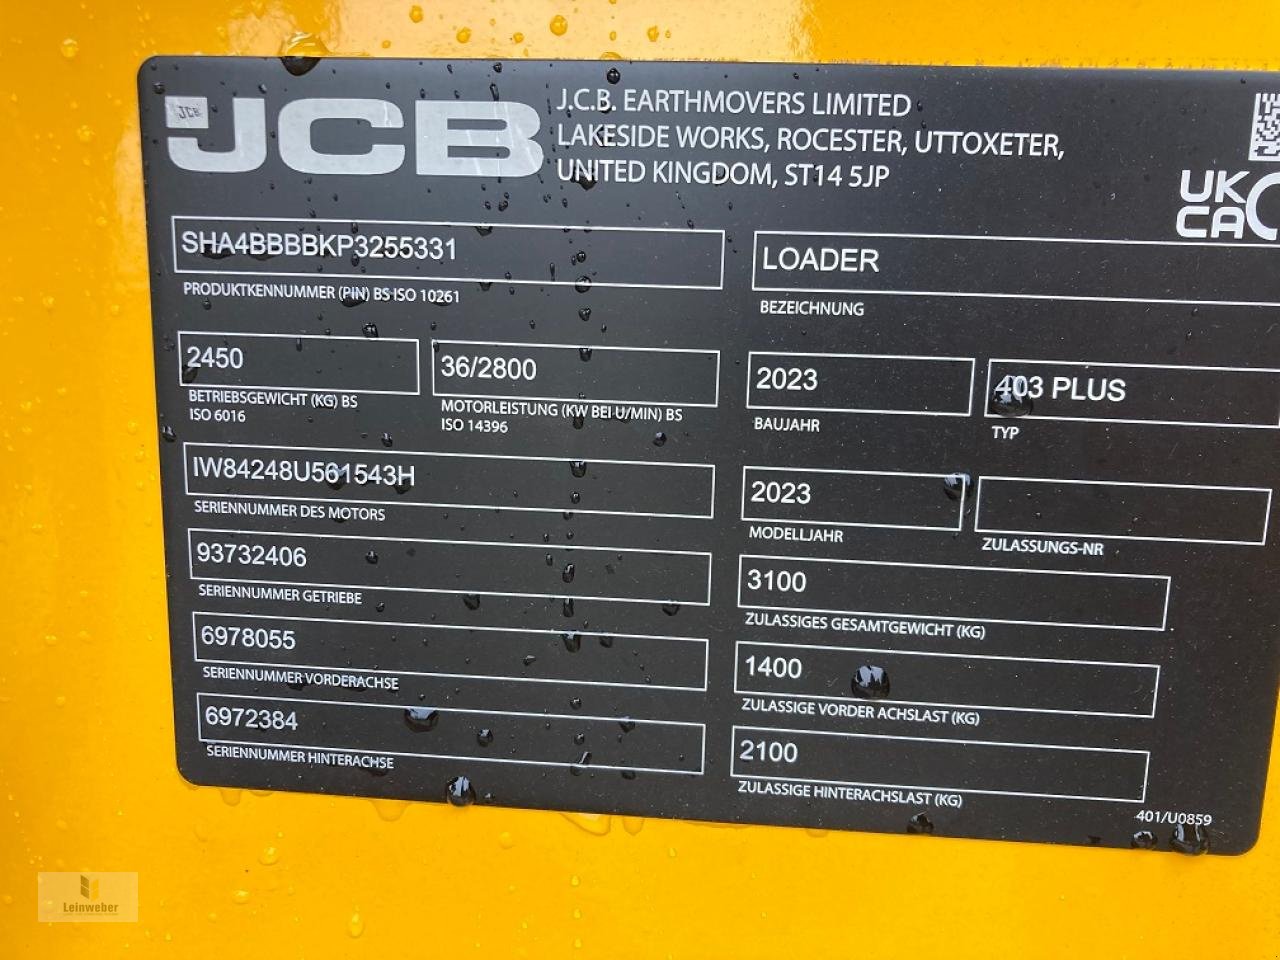 JCB
JCB
J.C.B. EARTHMOVERS LIMITED
LAKESIDE WORKS, ROCESTER, UTTOXETER,
UNITED KINGDOM, ST14 5JP
UK
CA
SHA4BBBBKP3255331
PRODUKTKENNUMMER (PIN) BS ISO 10261
LOADER
BEZEICHNUNG
2450
BETRIEBSGEWICHT (KG) BS
ISO 6016
36/2800
MOTORLEISTUNG (KW BEI U/MIN) BS
ISO 14396
2023
BAUJAHR
403 PLUS
TYP
IW84248U561543H
SERIENNUMMER DES MOTORS
2023
MODELLJAHR
ZULASSUNGS-NR
93732406
SERIENNUMMER GETRIEBE
3100
ZULASSIGES GESAMTGEWICHT (KG)
6978055
SERIENNUMMER VORDERACHSE
1400
ZULASSIGE VORDER ACHSLAST (KG)
6972384
SERIENNUMMER HINTERACHSE
2100
ZULASSIGE HINTERACHSLAST (KG)
401/U0859
Leinweber